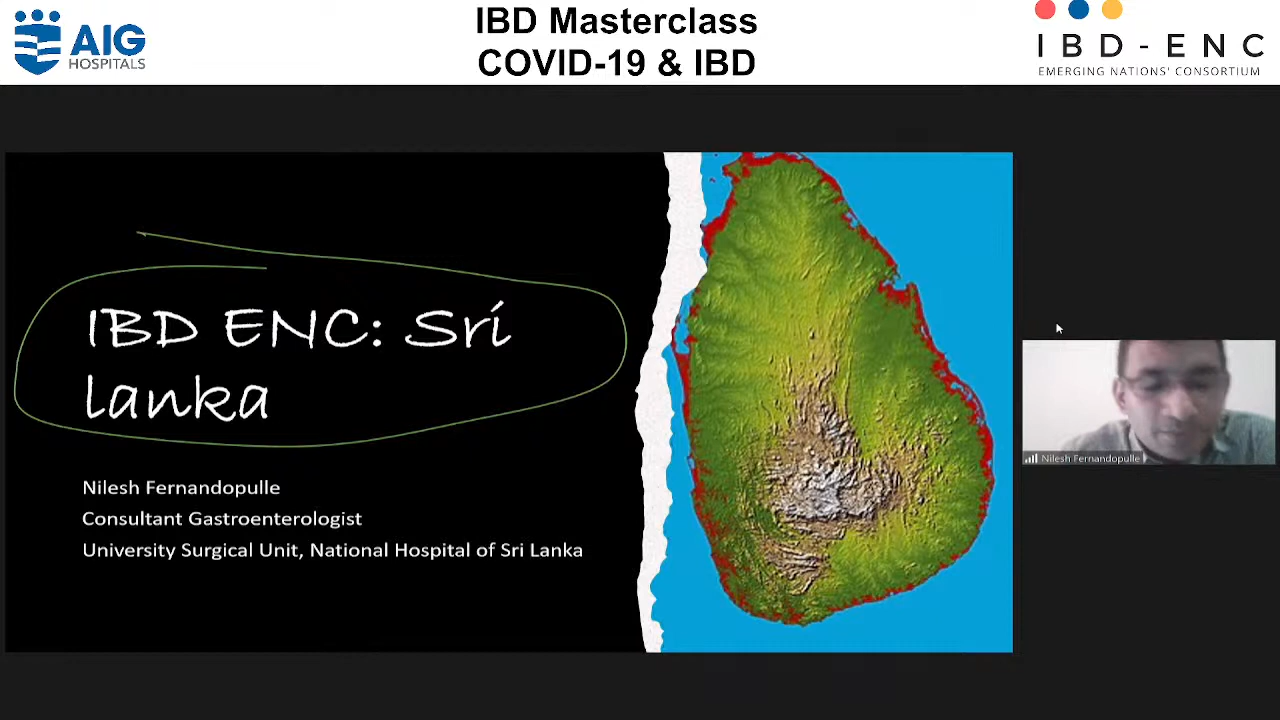 AIG
HOSPITALS
IBD Masterclass
COVID-19 & IBD
IBD-ENC
EMERGING NATIONS' CONSORTIUM
IBD ENC: Sri
lanka
Nilesh Fernandopulle
Consultant Gastroenterologist
University Surgical Unit, National Hospital of Sri Lanka
Nilesh Fernandopulle